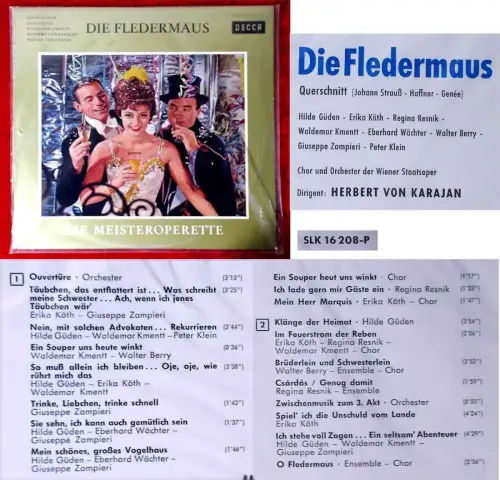 HILDE GÜDEN
ERIKA KÖTH
WALDEMAR KMENTT
HERBERT VON KARAJAN
DIE FLEDERMAUS
DECCA
MEISTEROPERETTE
Die Fledermaus
Querschnitt (Johann Strauß - Haffner - Genée)
Hilde Güden - Erika Köth - Regina Resnik -
Waldemar Kmentt - Eberhard Wächter - Walter Berry -
Giuseppe Zampieri - Peter Klein
Chor und Orchester der Wiener Staatsoper
Dirigent: HERBERT VON KARAJAN
SLK 16 208-P
1 Ouvertüre - Orchester (3'13")
Täubchen, das entflattert ist... Was schreibt (3'25")
meine Schwester... Ach, wenn ich jenes
Täubchen wär'
Erika Köth - Giuseppe Zampieri
Nein, mit solchen Advokaten... Rekurrieren (3'44")
Hilde Güden - Waldemar Kmentt - Peter Klein
Ein Souper uns heute winkt (0'36")
Waldemar Kmentt - Walter Berry
So muß allein ich bleiben... Oje, oje, wie (3'38")
rührt mich das
Hilde Güden - Erika Köth -
Waldemar Kmentt
Trinke, Liebchen, trinke schnell (1'42")
Giuseppe Zampieri
Sie sehn, ich kann auch gemütlich sein (1'37")
Hilde Güden - Eberhard Wächter -
Giuseppe Zampieri
Mein schönes, großes Vogelhaus (1'46")
Hilde Güden - Eberhard Wächter -
Giuseppe Zampieri
Ein Souper heut uns winkt - Chor (1'17")
Ich lade gern mir Gäste ein - Regina Resnik (1'23")
Mein Herr Marquis - Erika Köth - Chor (1'47")
2 Klänge der Heimat - Hilde Güden (3'54")
Im Feuerstrom der Reben (2'06")
Erika Köth - Regina Resnik -
Waldemar Kmentt - Chor
Brüderlein und Schwesterlein (3'52")
Walter Berry - Ensemble - Chor
Csárdás / Genug damit (1'59")
Regina Resnik - Ensemble
Zwischenmusik zum 3. Akt - Orchester (0'55")
Spiel' ich die Unschuld vom Lande (4'24")
Erika Köth
Ich stehe voll Zagen... Ein seltsam' Abenteuer (4'29")
Hilde Güden - Waldemar Kmentt -
Giuseppe Zampieri
O Fledermaus - Ensemble - Chor (2'36")